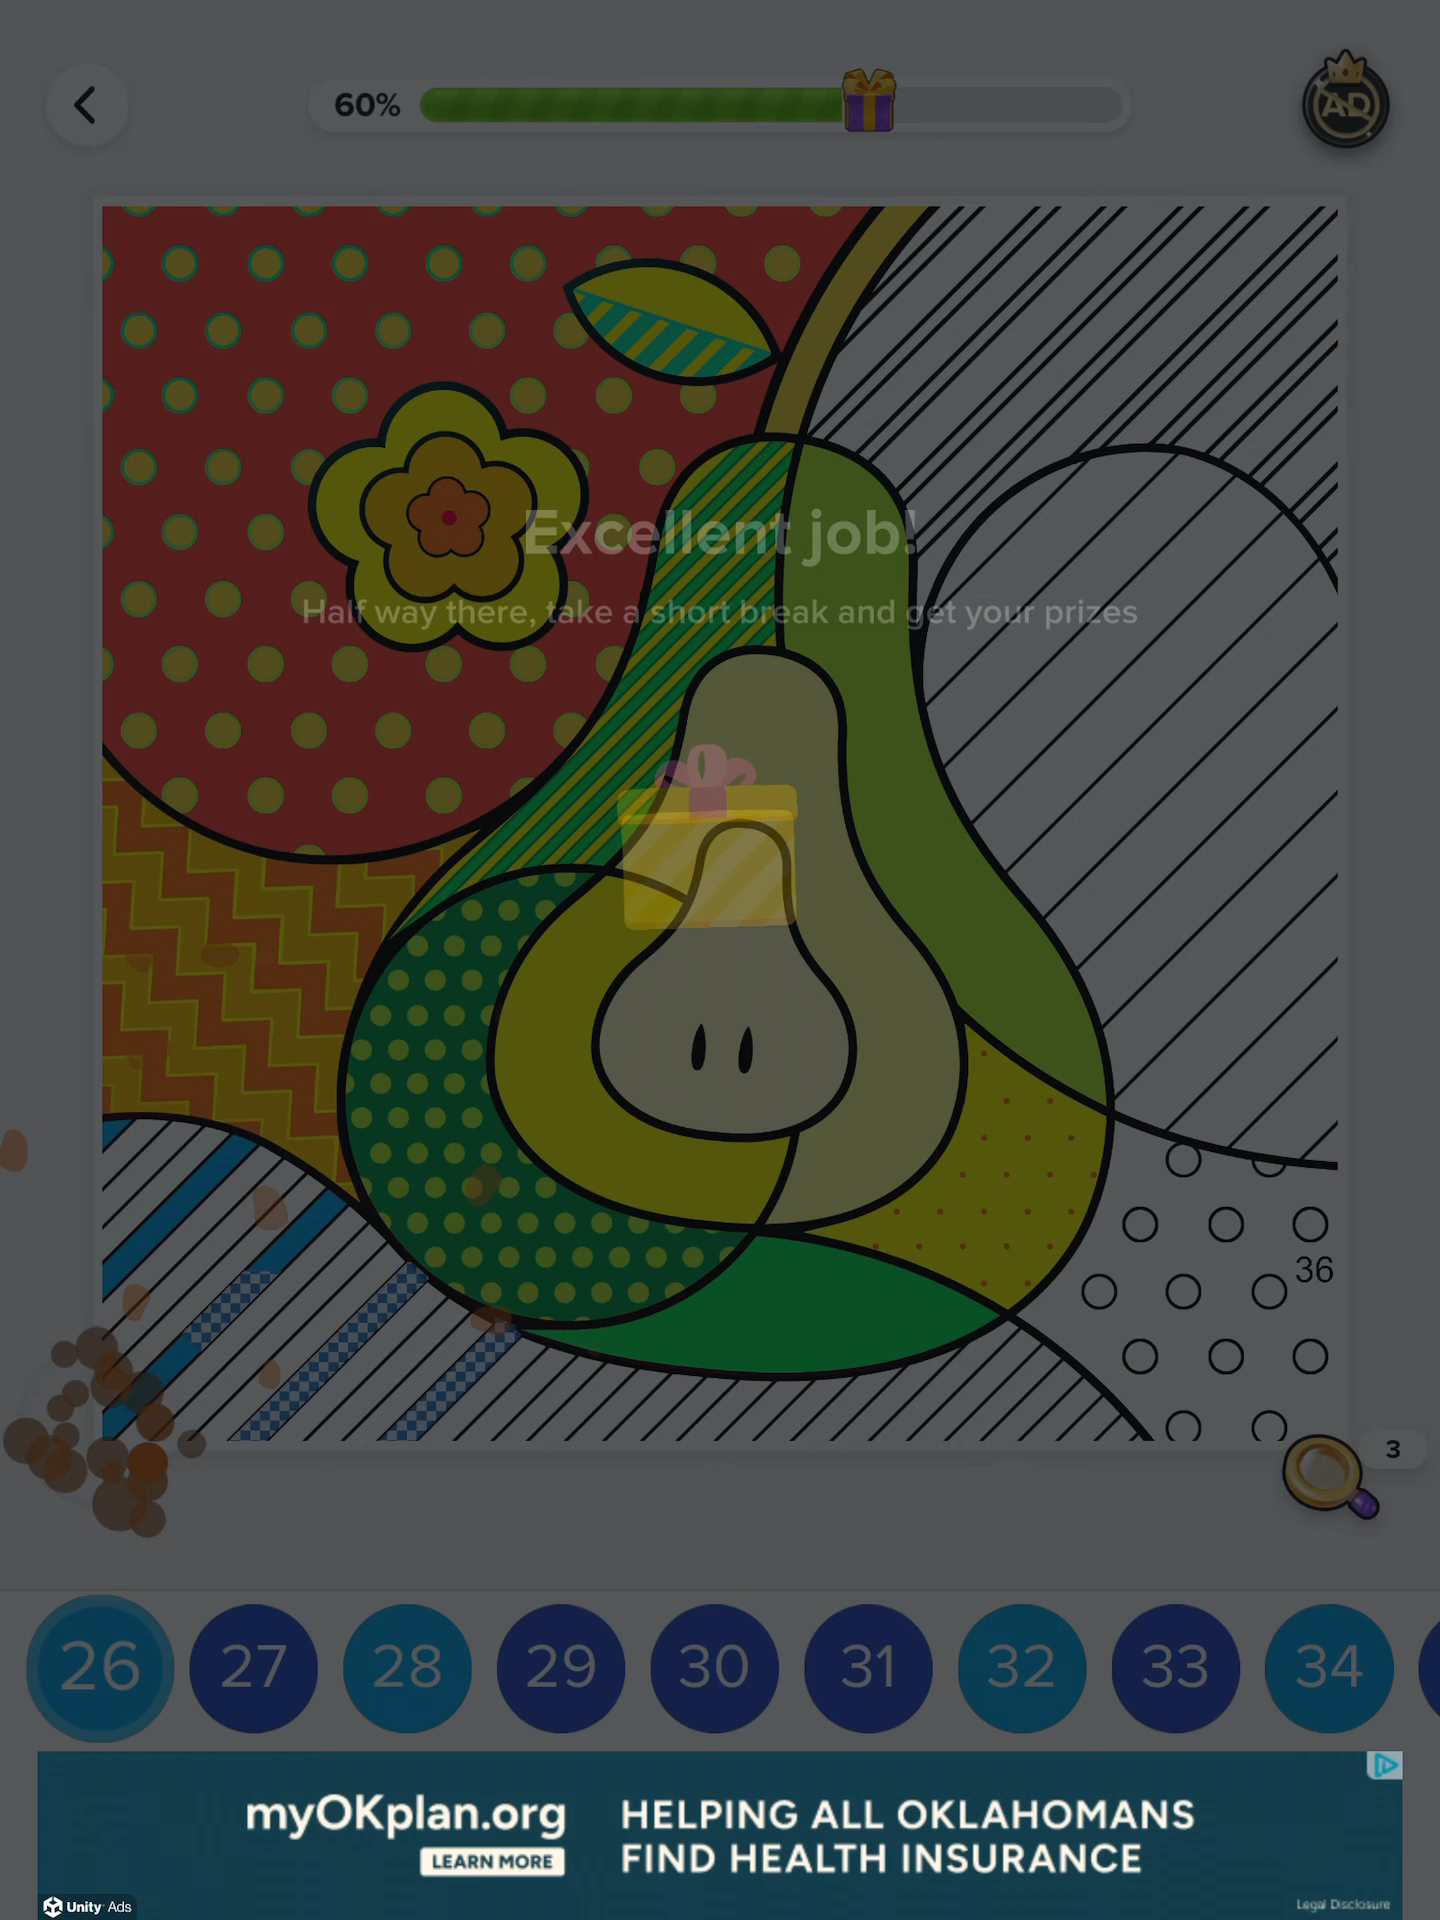 60%
AD
Excellent job!
Half way there, take a short break and get your prizes
36
3
26 27 28 29 30 31 32 33 34
myOKplan.org
LEARN MORE
HELPING ALL OKLAHOMANS
FIND HEALTH INSURANCE
Unity Ads
Legal Disclosure